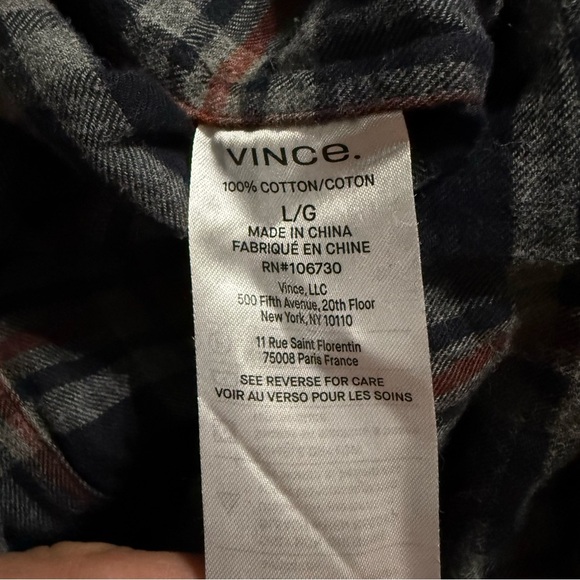 VINCe.
100% COTTON/COTON
L/G
MADE IN CHINA
FABRIQUÉ EN CHINE
RN#106730
Vince, LLC
500 Fifth Avenue, 20th Floor
New York, NY 10110
11 Rue Saint Florentin
75008 Paris France
SEE REVERSE FOR CARE
VOIR AU VERSO POUR LES SOINS